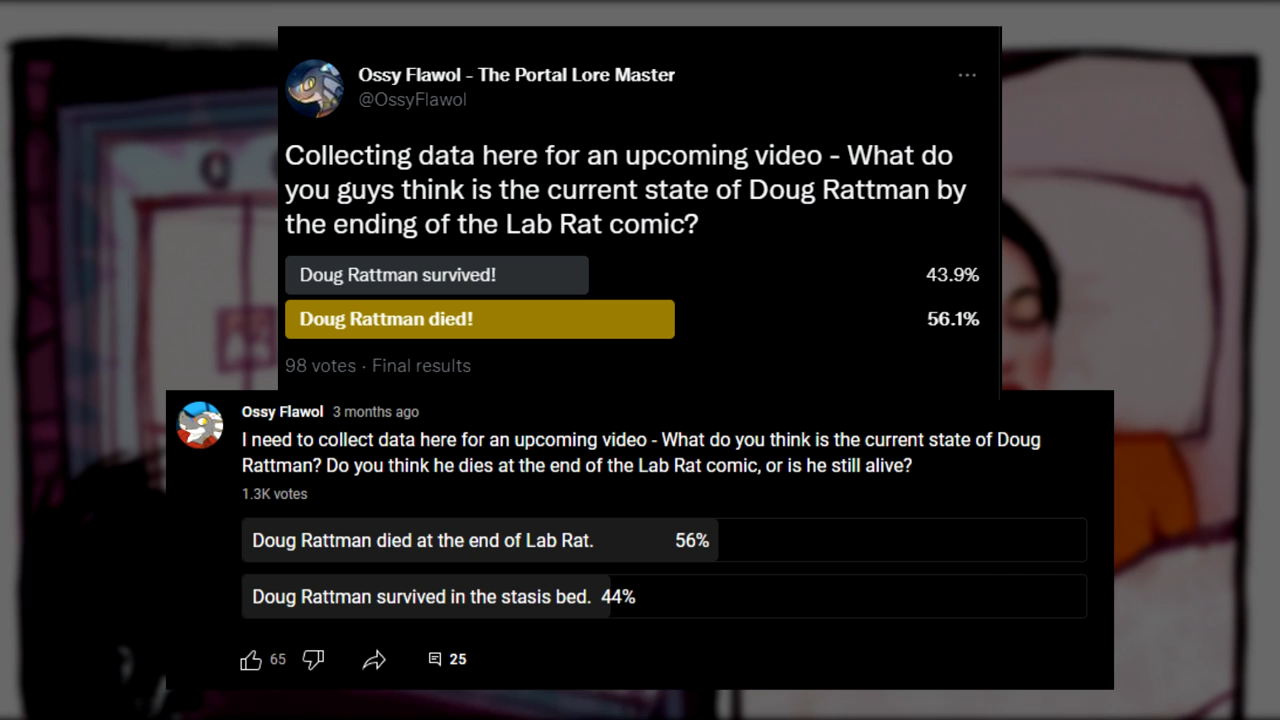 Ossy Flawol - The Portal Lore Master
@OssyFlawol
Collecting data here for an upcoming video - What do
you guys think is the current state of Doug Rattman by
the ending of the Lab Rat comic?
Doug Rattman survived! 43.9%
Doug Rattman died! 56.1%
98 votes · Final results
Ossy Flawol 3 months ago
I need to collect data here for an upcoming video - What do you think is the current state of Doug
Rattman? Do you think he dies at the end of the Lab Rat comic, or is he still alive?
1.3K votes
Doug Rattman died at the end of Lab Rat. 56%
Doug Rattman survived in the stasis bed. 44%
65 25